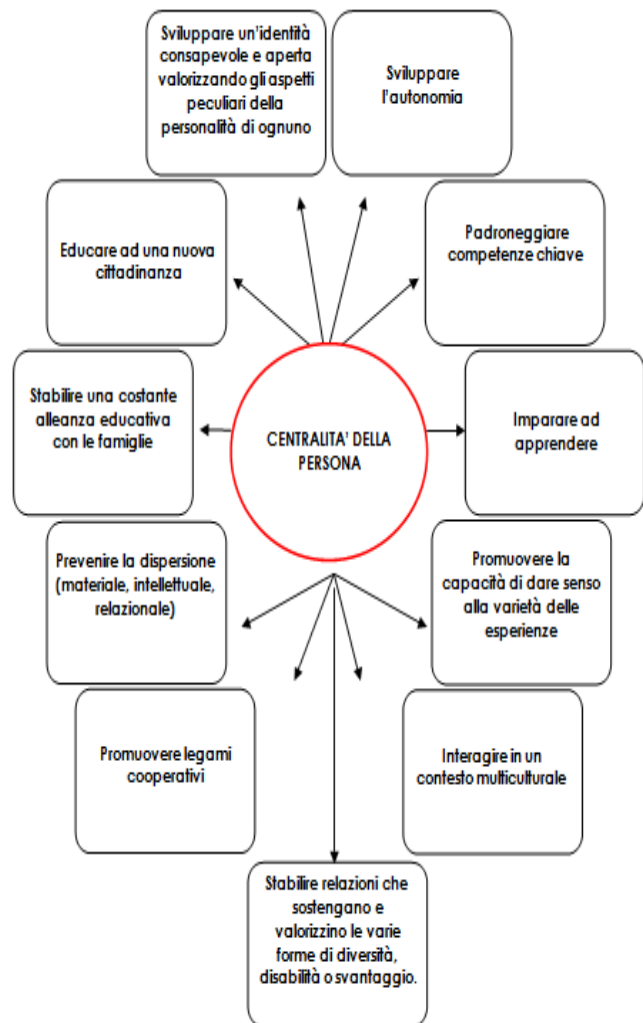 Sviluppare un'identità
consapevole e aperta
valorizzando gli aspetti
peculiari della
personalità di ognuno
Sviluppare
l'autonomia
Educare ad una nuova
cittadinanza
Padroneggiare
competenze chiave
Stabilire una costante
alleanza educativa
con le famiglie
CENTRALITA' DELLA
PERSONA
Imparare ad
apprendere
Prevenire la dispersione
(materiale, intellettuale,
relazionale)
Promuovere la
capacità di dare senso
alla varietà delle
esperienze
Promuovere legami
cooperativi
Interagire in un
contesto multiculturale
Stabilire relazioni che
sostengano e
valorizzino le varie
forme di diversità,
disabilità o svantaggio.